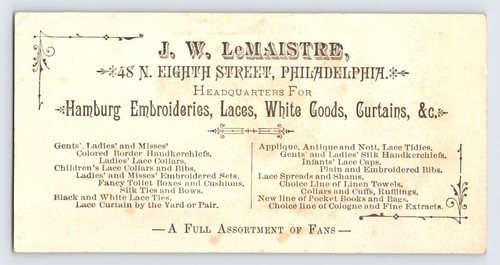 J. W. LeMAISTRE,
48 N. EIGHTH STREET, PHILADELPHIA.
HEADQUARTERS FOR
Hamburg Embroideries, Laces, White Goods, Curtains, &c.
Gents', Ladies' and Misses'
Colored Border Handkerchiefs.
Ladies' Lace Collars.
Children's Lace Collars and Bibs.
Ladies' and Misses' Embroidered Sets.
Fancy Toilet Boxes and Cushions.
Silk Ties and Bows.
Black and White Lace Ties,
Lace Curtain by the Yard or Pair.
Applique, Antique and Nott. Lace Tidies.
Gents' and Ladies' Silk Handkerchiefs.
Infants' Lace Caps.
Plain and Embroidered Bibs.
Lace Spreads and Shams.
Choice Line of Linen Towels.
Collars and Cuffs, Rufflings.
New line of Pocket Books and Bags.
Choice line of Cologne and Fine Extracts.
—A FULL ASSORTMENT OF FANS—